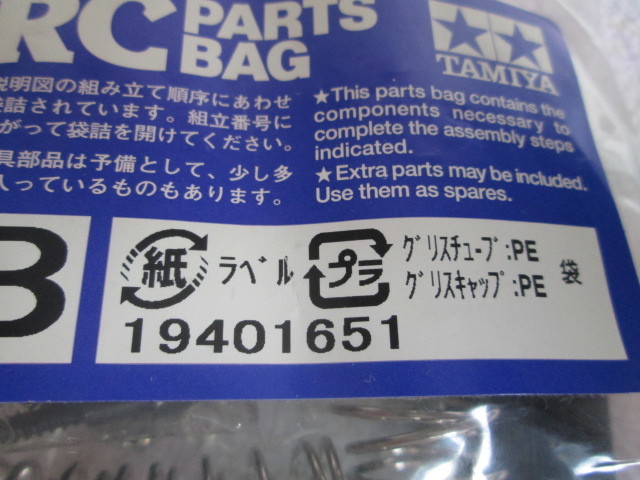 RC PARTS
BAG
TAMIYA
説明図の組み立て順序にあわせ
袋詰されています。組立番号に
がって袋詰を開けてください。
具部品は予備として、少し多
入っているものもあります。
★This parts bag contains the
components necessary to
complete the assembly steps
indicated.
★Extra parts may be included.
Use them as spares.
B
紙 ラベル プラ グリスチューブ:PE
グリスキャップ:PE 袋
19401651